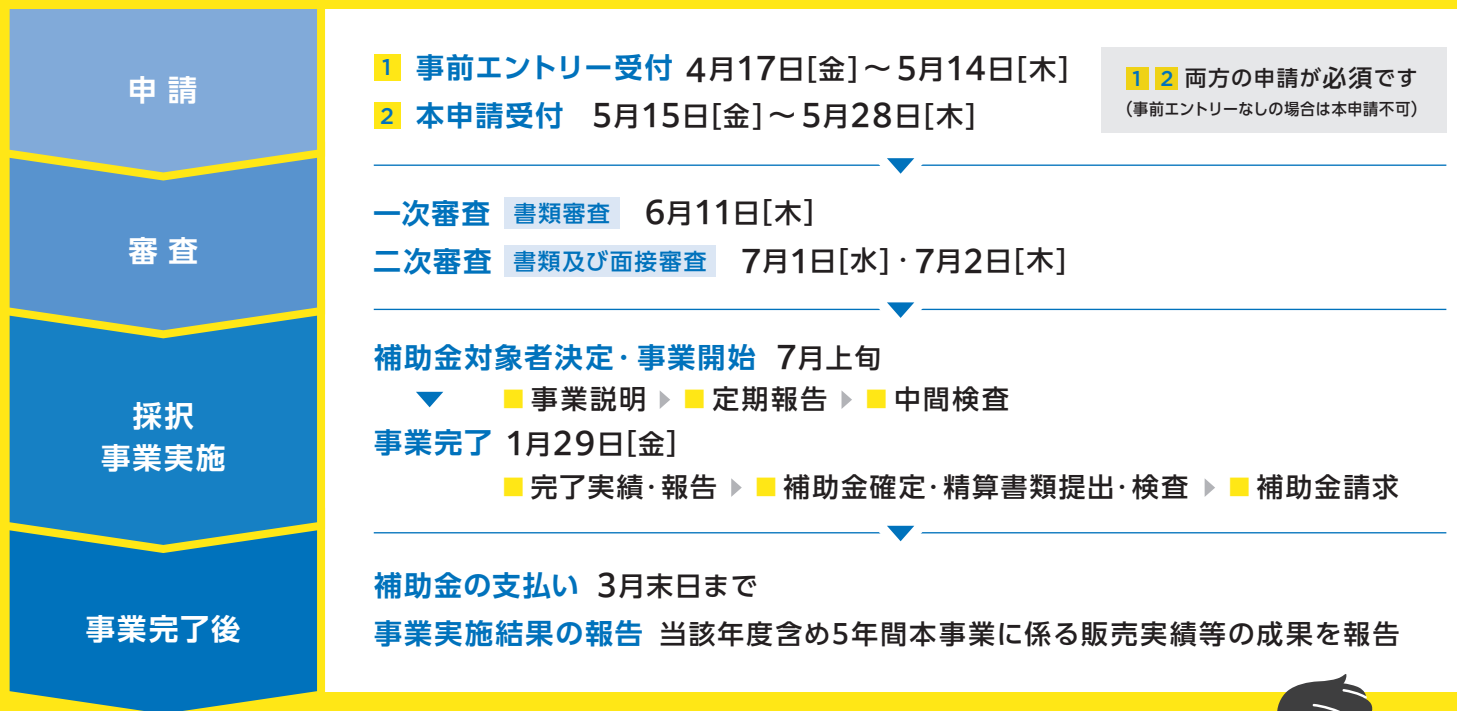 申請
1 事前エントリー受付 4月17日[金]～5月14日[木]
2 本申請受付 5月15日[金]～5月28日[木]
1 2 両方の申請が必須です
(事前エントリーなしの場合は本申請不可)
審査
一次審査 書類審査 6月11日[木]
二次審査 書類及び面接審査 7月1日[水]・7月2日[木]
採択
事業実施
補助金対象者決定・事業開始 7月上旬
事業説明 定期報告 中間検査
事業完了 1月29日[金]
完了実績・報告 補助金確定・精算書類提出・検査 補助金請求
事業完了後
補助金の支払い 3月末日まで
事業実施結果の報告 当該年度含め5年間本事業に係る販売実績等の成果を報告